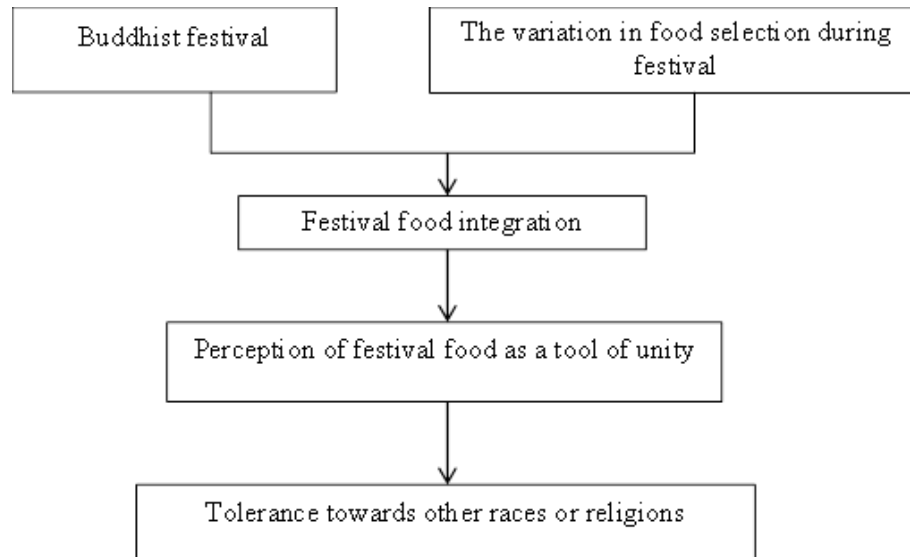 Buddhist festival
The variation in food selection during
festival
Festival food integration
Perception of festival food as a tool of unity
Tolerance towards other races or religions